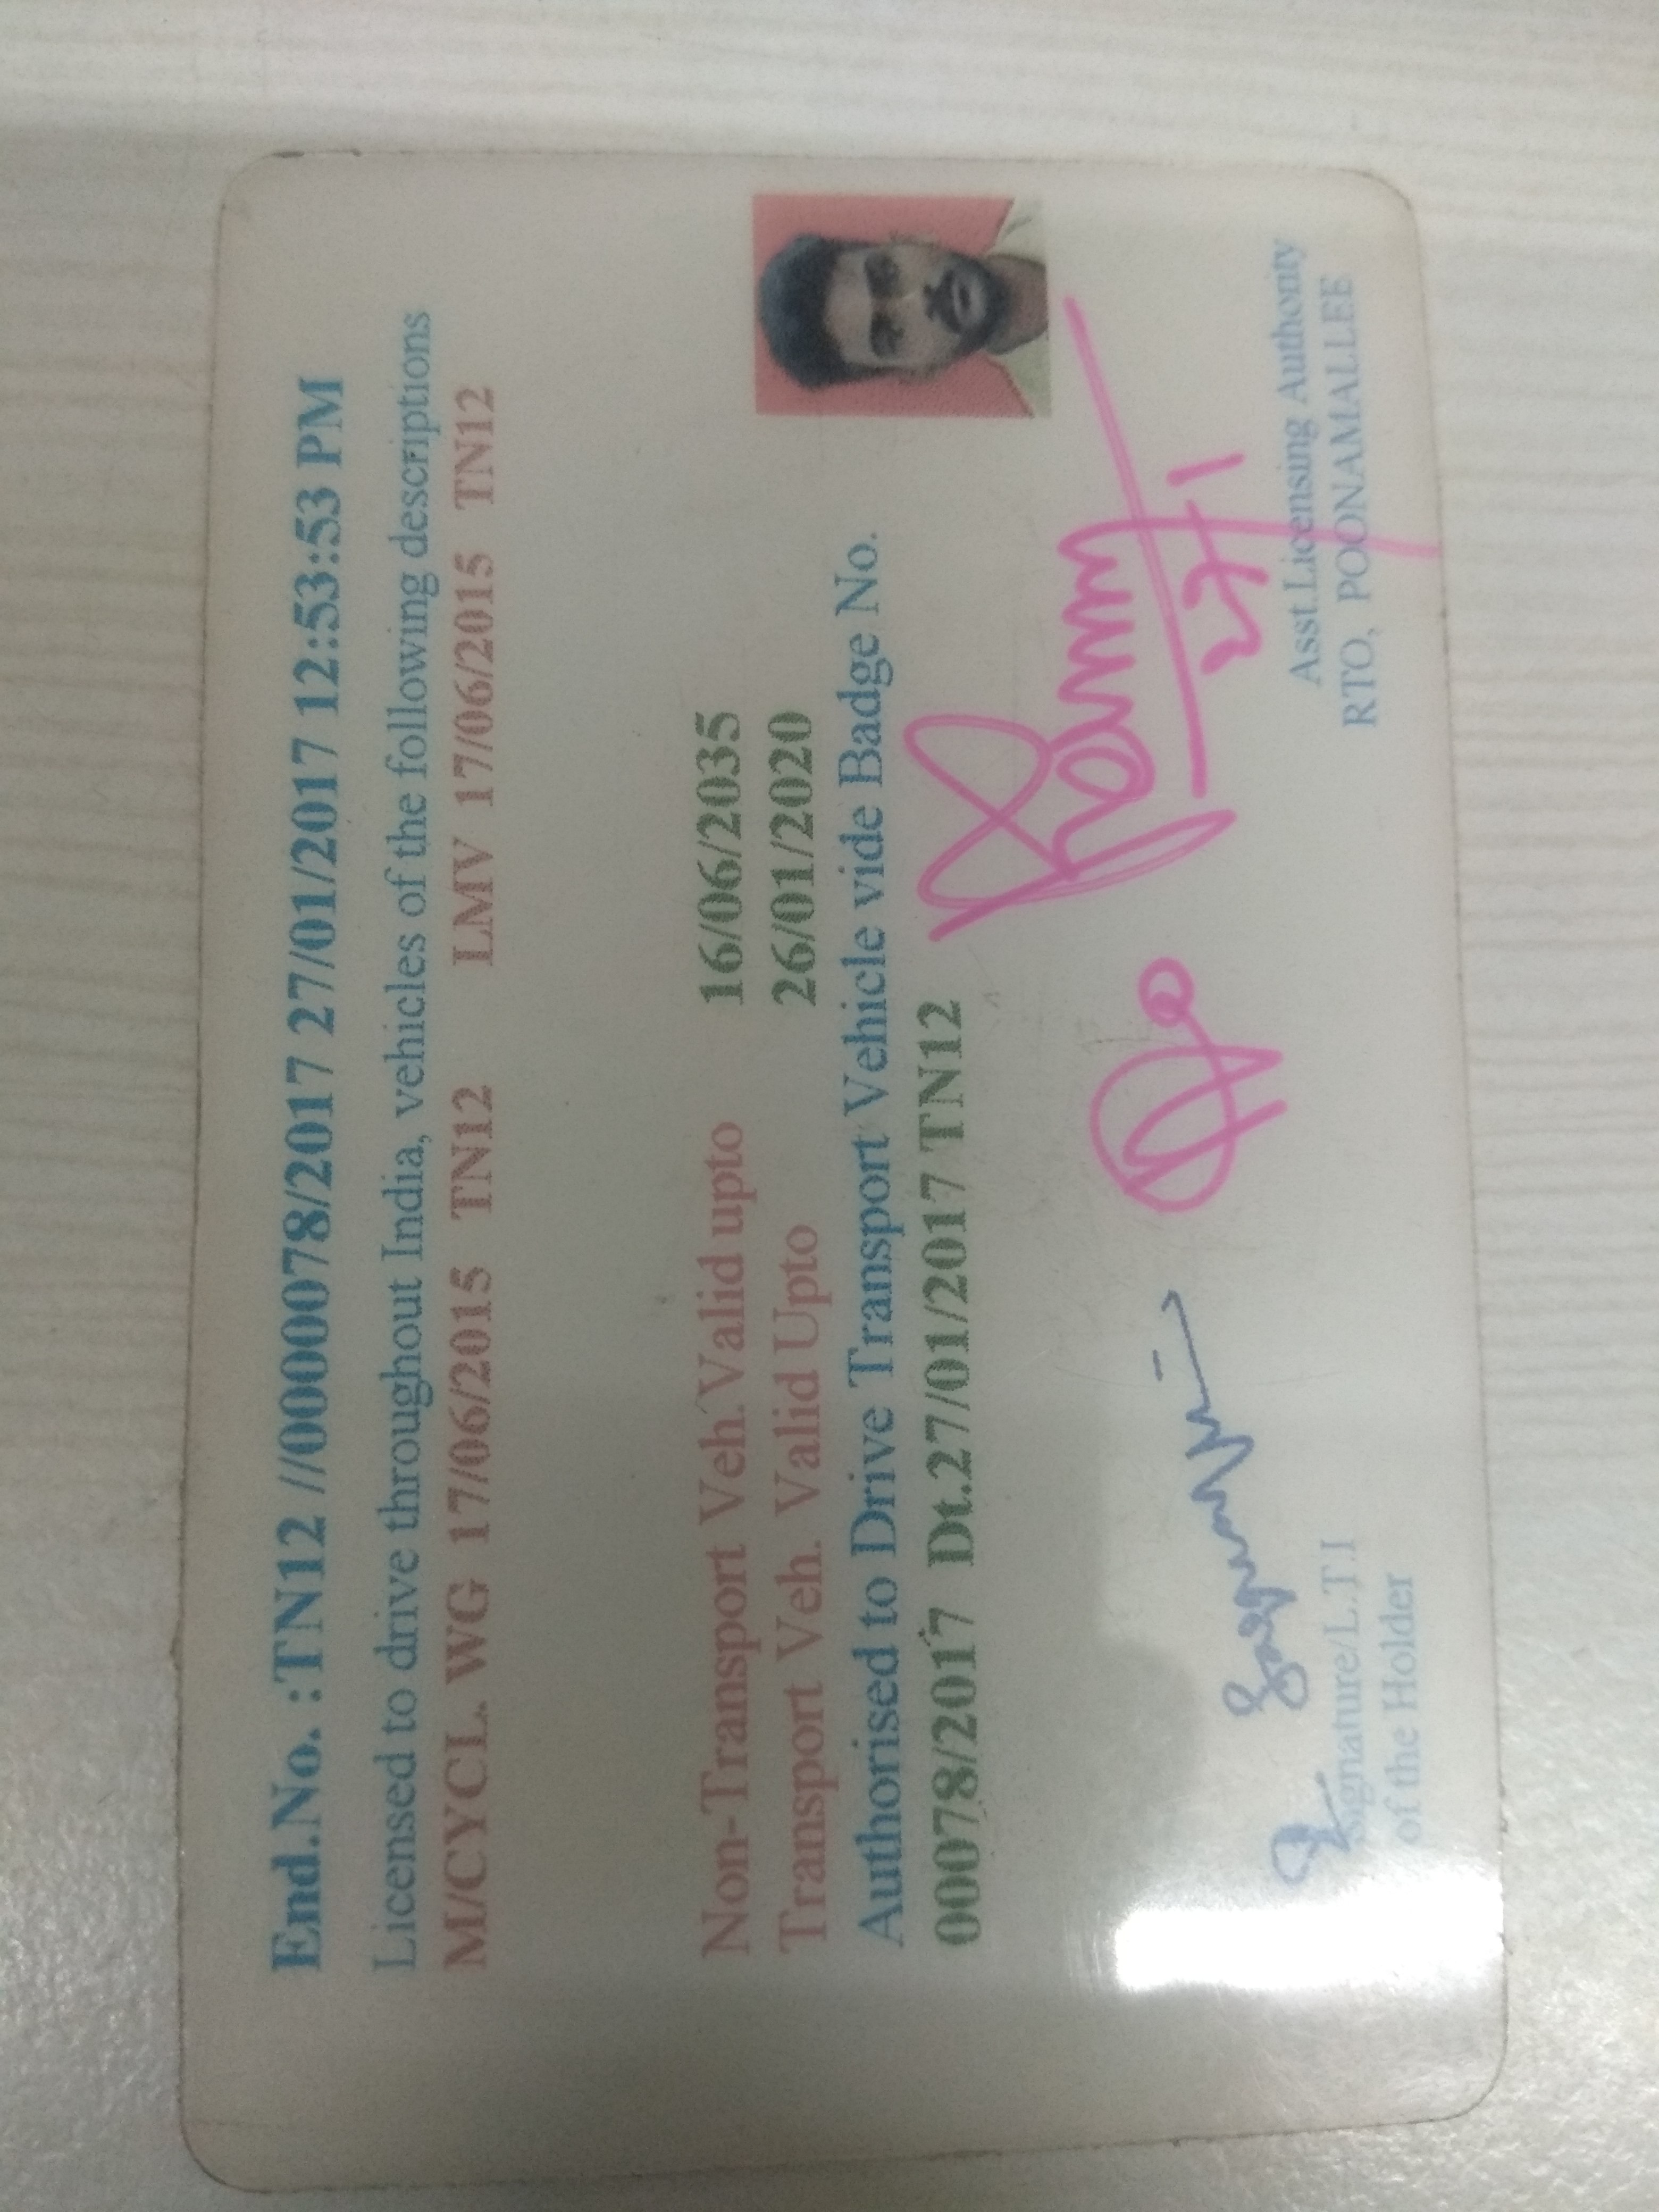 End.No. :TN12 //0000078/2017 27/01/2017 12:53:53 PM
Licensed to drive throughout India, vehicles of the following descriptions
M/CYCL. WG 17/06/2015 TN12 LMV 17/06/2015 TN12
Non-Transport Veh. Valid upto 16/06/2035
Transport Veh. Valid Upto 26/01/2020
Authorised to Drive Transport Vehicle vide Badge No.
00078/2017 Dt.27/01/2017 TN12
27/1
Signature/L.T.I
of the Holder
Asst.Licensing Authority
RTO, POONAMALLEE